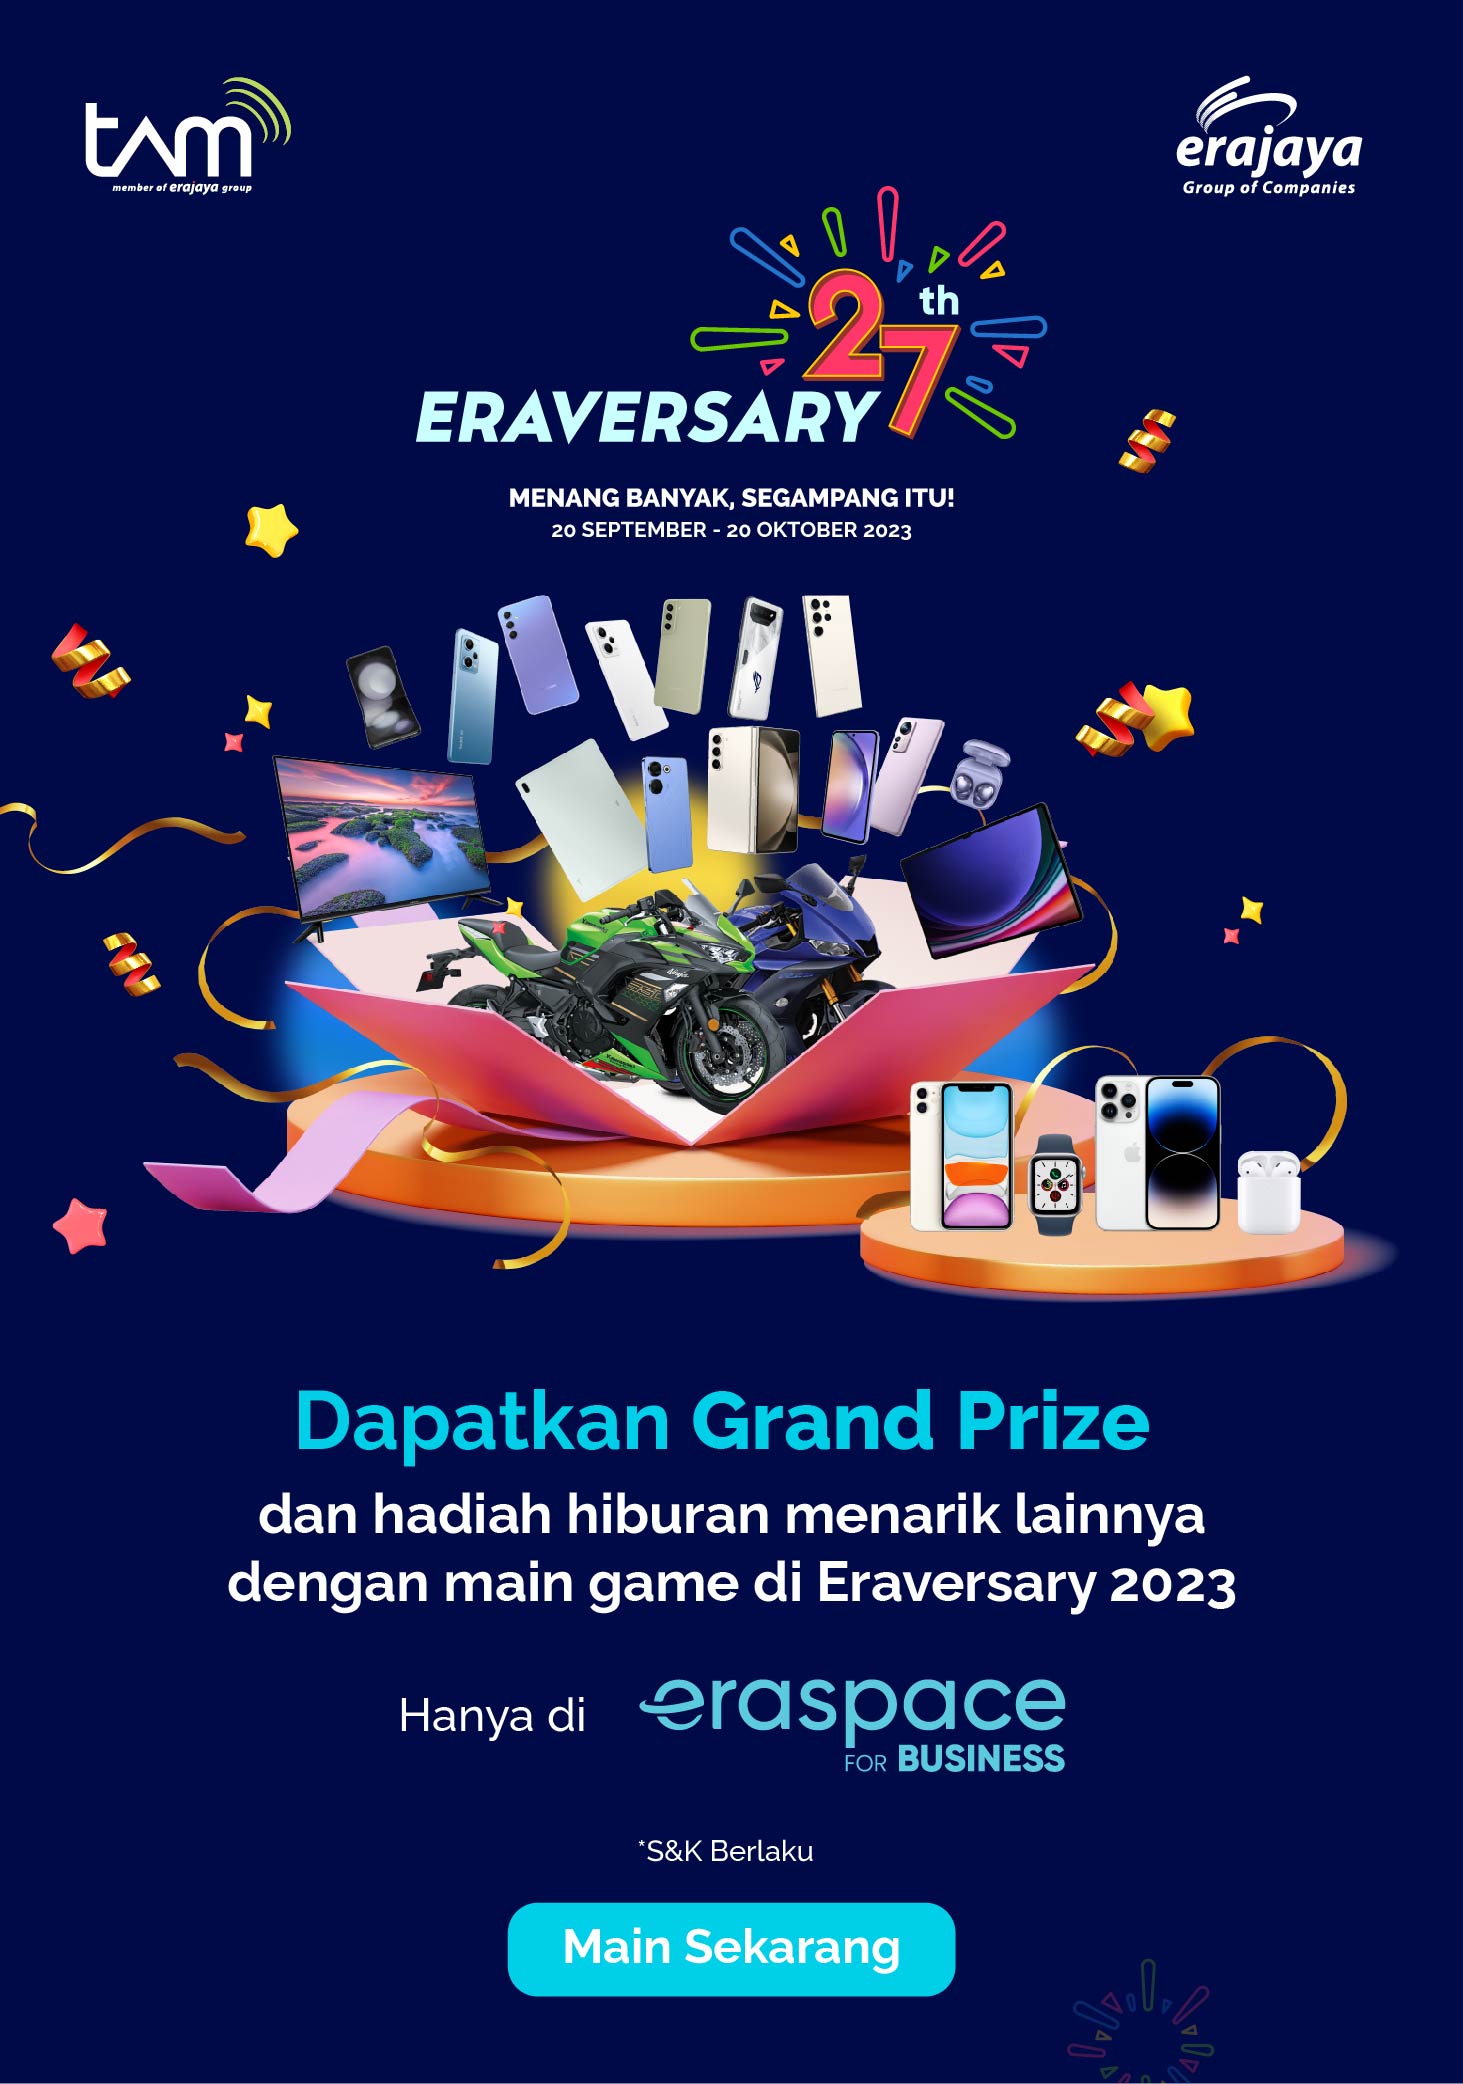 tam
member of erajaya group
erajaya
Group of Companies
27th
ERAVERSARY
MENANG BANYAK, SEGAMPANG ITU!
20 SEPTEMBER - 20 OKTOBER 2023
Ninja
Dapatkan Grand Prize
dan hadiah hiburan menarik lainnya
dengan main game di Eraversary 2023
Hanya di eraspace
FOR BUSINESS
*S&K Berlaku
Main Sekarang